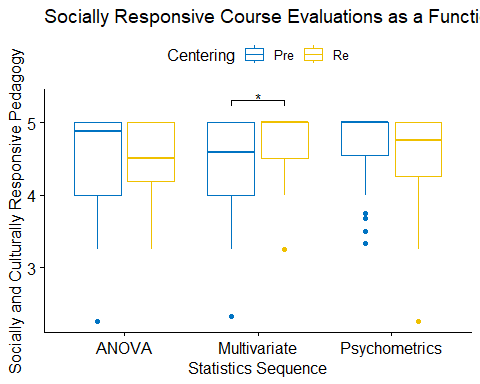 Socially Responsive Course Evaluations as a Functi
Centering Pre Re
Socially and Culturally Responsive Pedagogy
5
4
3
*
ANOVA Multivariate Psychometrics
Statistics Sequence